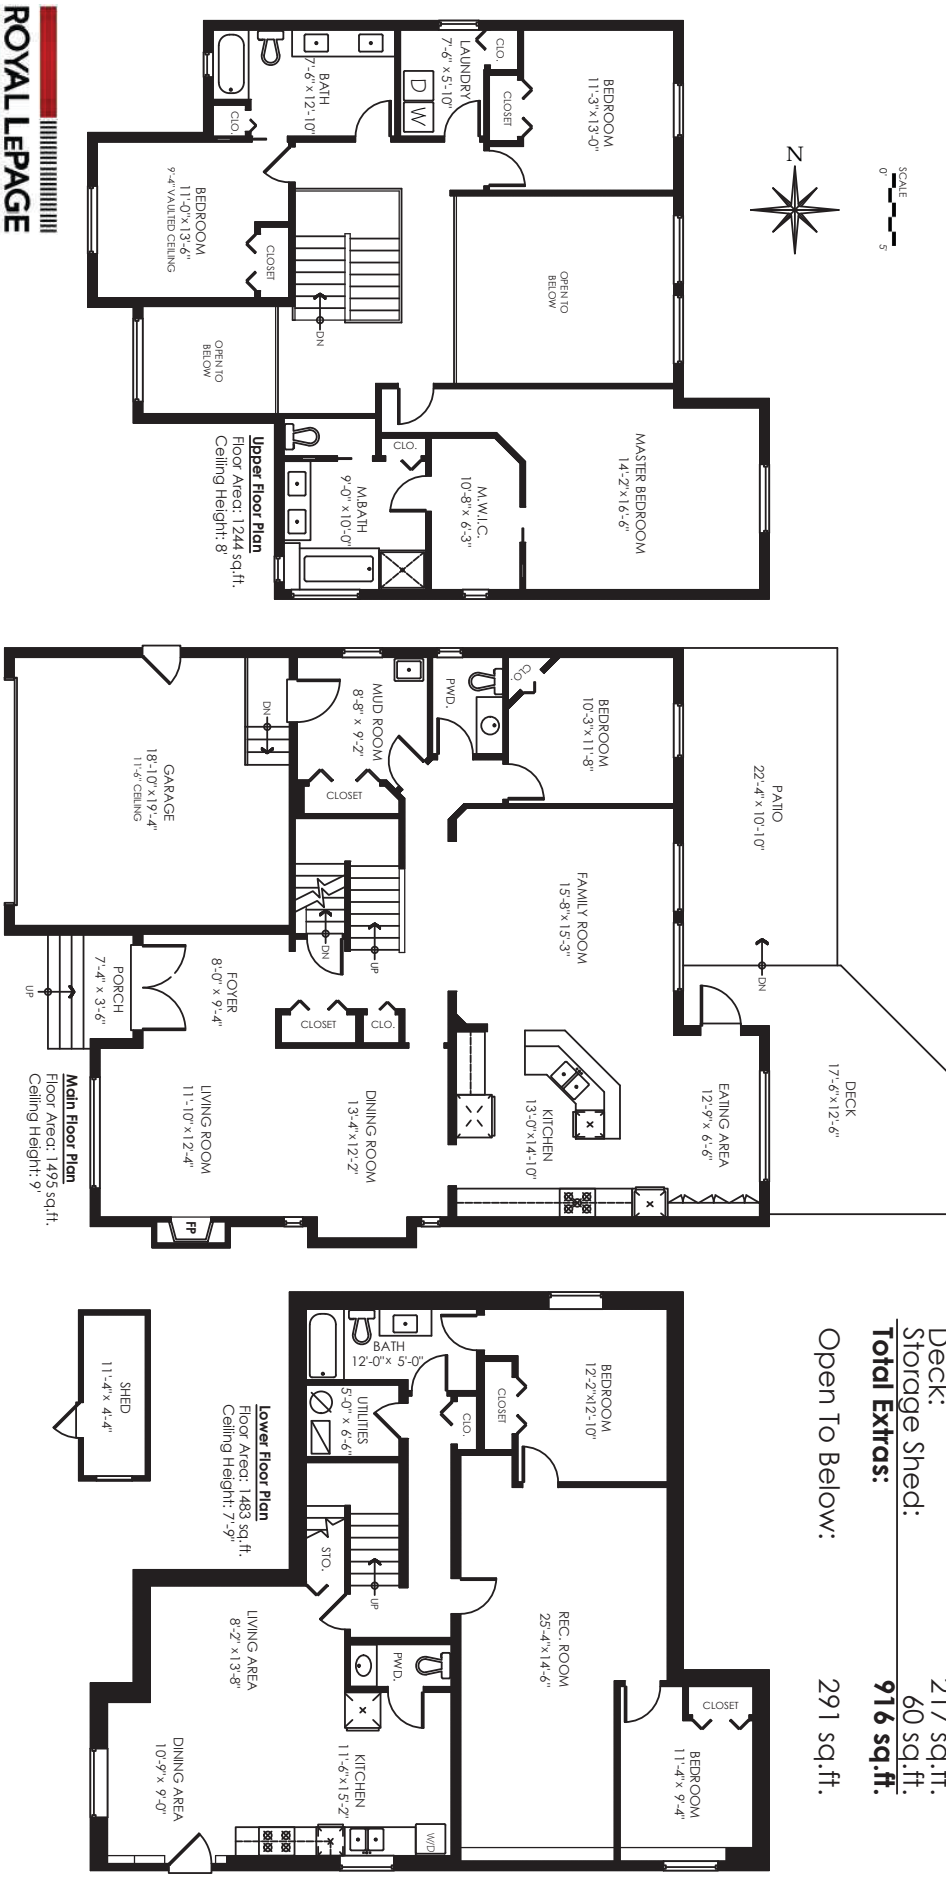 ROYAL LEPAGE
N
SCALE
0' 5'
BATH
7'-6" x 12'-10"
CLO.
LAUNDRY
7'-6" x 5'-10"
D W
CLO.
CLOSET
BEDROOM
11'-3" x 13'-0"
BEDROOM
11'-0" x 13'-6"
9'-4" VAULTED CEILING
CLOSET
DN
OPEN TO
BELOW
OPEN TO
BELOW
MASTER BEDROOM
14'-2" x 16'-6"
CLO.
M.W.I.C.
10'-8" x 6'-3"
M.BATH
9'-0" x 10'-0"
Upper Floor Plan
Floor Area: 1244 sq.ft.
Ceiling Height: 8'
PATIO
22'-4" x 10'-10"
DN
DECK
17'-6" x 12'-6"
BEDROOM
10'-3" x 11'-8"
CLO.
PWD.
MUD ROOM
8'-8" x 9'-2"
CLOSET
DN
GARAGE
18'-10" x 19'-4"
11'-6" CEILING
FAMILY ROOM
15'-8" x 15'-3"
UP
DN
FOYER
8'-0" x 9'-4"
PORCH
7'-4" x 3'-6"
UP
CLOSET
CLO.
EATING AREA
12'-9" x 6'-6"
KITCHEN
13'-0" x 14'-10"
DINING ROOM
13'-4" x 12'-2"
LIVING ROOM
11'-10" x 12'-4"
FP
Main Floor Plan
Floor Area: 1495 sq.ft.
Ceiling Height: 9'
BEDROOM
12'-2" x 12'-10"
CLOSET
CLO.
BATH
12'-0" x 5'-0"
UTILITIES
5'-0" x 6'-6"
STO.
UP
REC. ROOM
25'-4" x 14'-6"
CLOSET
BEDROOM
11'-4" x 9'-4"
PWD.
KITCHEN
11'-6" x 15'-2"
W/D
LIVING AREA
8'-2" x 13'-8"
DINING AREA
10'-9" x 9'-0"
Lower Floor Plan
Floor Area: 1483 sq.ft.
Ceiling Height: 7'-9"
SHED
11'-4" x 4'-4"
Deck: 217 sq.ft.
Storage Shed: 60 sq.ft.
Total Extras: 916 sq.ft.
Open To Below: 291 sq.ft.